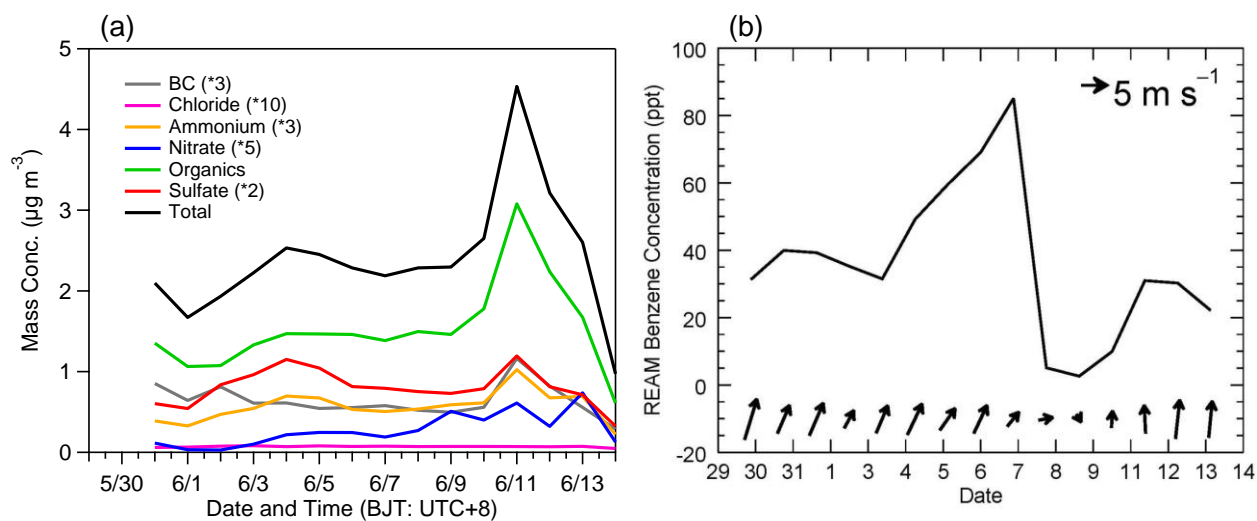 (a)
5
4
3
2
1
0
Mass Conc. (µg m⁻³)
BC (*3)
Chloride (*10)
Ammonium (*3)
Nitrate (*5)
Organics
Sulfate (*2)
Total
5/30 6/1 6/3 6/5 6/7 6/9 6/11 6/13
Date and Time (BJT: UTC+8)
(b)
100
80
60
40
20
0
-20
REAM Benzene Concentration (ppt)
5 m s⁻¹
29 30 31 1 3 4 5 6 7 8 9 10 11 12 13 14
Date